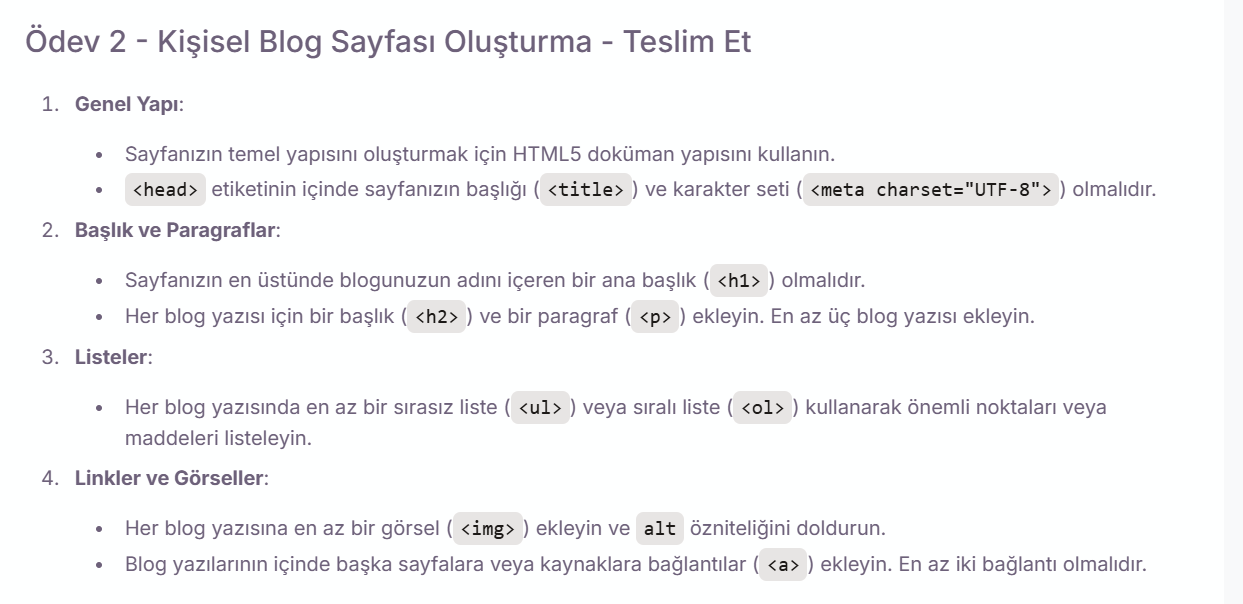 Ödev 2 - Kişisel Blog Sayfası Oluşturma - Teslim Et
1. Genel Yapı:
• Sayfanızın temel yapısını oluşturmak için HTML5 doküman yapısını kullanın.
• <head> etiketinin içinde sayfanızın başlığı (<title>) ve karakter seti (<meta charset="UTF-8">) olmalıdır.
2. Başlık ve Paragraflar:
• Sayfanızın en üstünde blogunuzun adını içeren bir ana başlık (<h1>) olmalıdır.
• Her blog yazısı için bir başlık (<h2>) ve bir paragraf (<p>) ekleyin. En az üç blog yazısı ekleyin.
3. Listeler:
• Her blog yazısında en az bir sırasız liste (<ul>) veya sıralı liste (<ol>) kullanarak önemli noktaları veya
maddeleri listeleyin.
4. Linkler ve Görseller:
• Her blog yazısına en az bir görsel (<img>) ekleyin ve alt özniteliğini doldurun.
• Blog yazılarının içinde başka sayfalara veya kaynaklara bağlantılar (<a>) ekleyin. En az iki bağlantı olmalıdır.